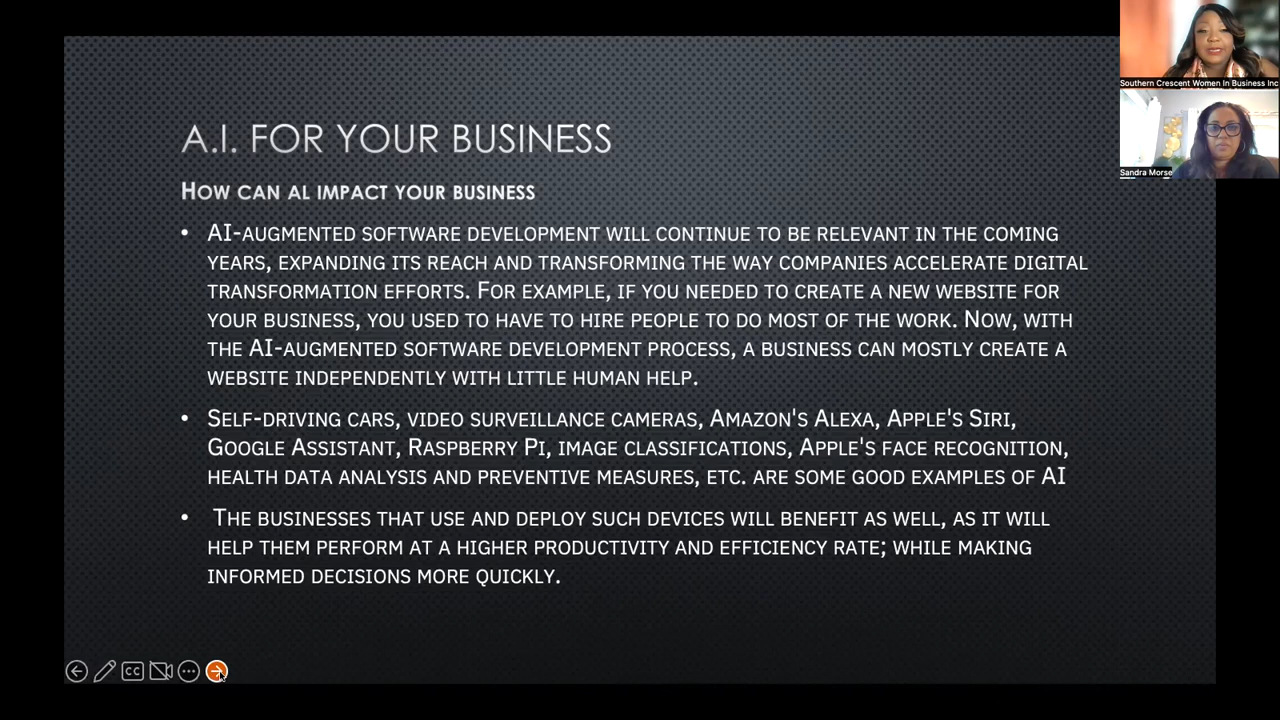 A.I. FOR YOUR BUSINESS
HOW CAN AL IMPACT YOUR BUSINESS
• AI-AUGMENTED SOFTWARE DEVELOPMENT WILL CONTINUE TO BE RELEVANT IN THE COMING
YEARS, EXPANDING ITS REACH AND TRANSFORMING THE WAY COMPANIES ACCELERATE DIGITAL
TRANSFORMATION EFFORTS. FOR EXAMPLE, IF YOU NEEDED TO CREATE A NEW WEBSITE FOR
YOUR BUSINESS, YOU USED TO HAVE TO HIRE PEOPLE TO DO MOST OF THE WORK. NOW, WITH
THE AI-AUGMENTED SOFTWARE DEVELOPMENT PROCESS, A BUSINESS CAN MOSTLY CREATE A
WEBSITE INDEPENDENTLY WITH LITTLE HUMAN HELP.
• SELF-DRIVING CARS, VIDEO SURVEILLANCE CAMERAS, AMAZON'S ALEXA, APPLE'S SIRI,
GOOGLE ASSISTANT, RASPBERRY PI, IMAGE CLASSIFICATIONS, APPLE'S FACE RECOGNITION,
HEALTH DATA ANALYSIS AND PREVENTIVE MEASURES, ETC. ARE SOME GOOD EXAMPLES OF AI
• THE BUSINESSES THAT USE AND DEPLOY SUCH DEVICES WILL BENEFIT AS WELL, AS IT WILL
HELP THEM PERFORM AT A HIGHER PRODUCTIVITY AND EFFICIENCY RATE; WHILE MAKING
INFORMED DECISIONS MORE QUICKLY.
Southern Crescent Women In Business Inc
Sandra Morse
CC